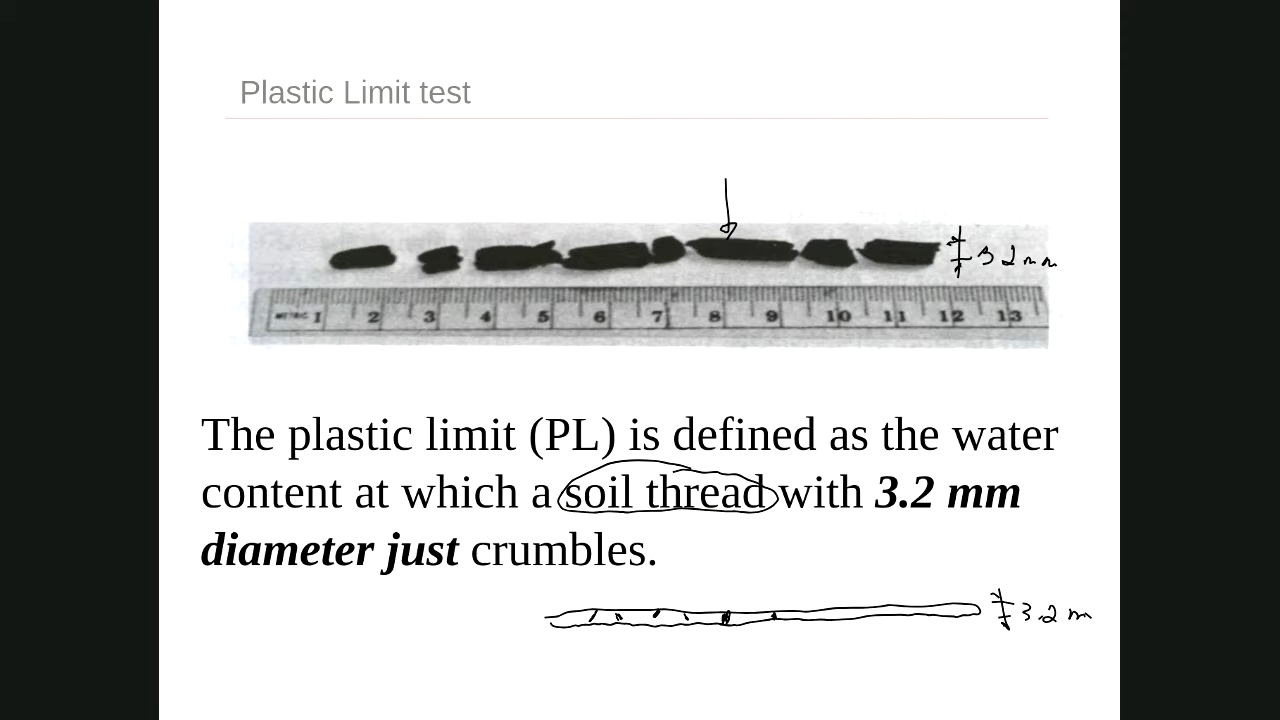 Plastic Limit test
3.2 mm
METRIC 1 2 3 4 5 6 7 8 9 10 11 12 13
The plastic limit (PL) is defined as the water
content at which a soil thread with 3.2 mm
diameter just crumbles.
3.2 m